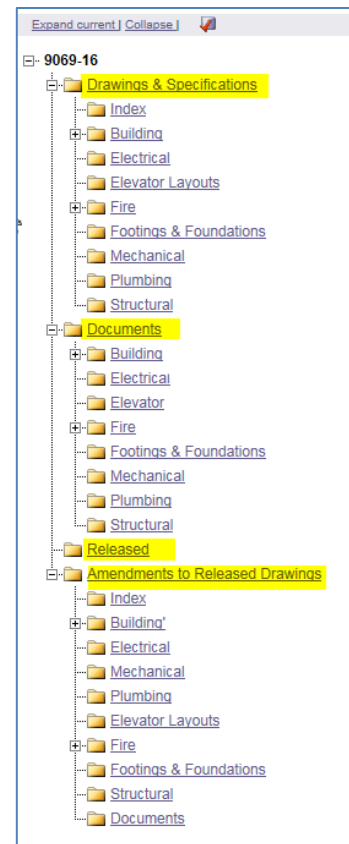 Expand current | Collapse |
9069-16
Drawings & Specifications
Index
Building
Electrical
Elevator Layouts
Fire
Footings & Foundations
Mechanical
Plumbing
Structural
Documents
Building
Electrical
Elevator
Fire
Footings & Foundations
Mechanical
Plumbing
Structural
Released
Amendments to Released Drawings
Index
Building'
Electrical
Mechanical
Plumbing
Elevator Layouts
Fire
Footings & Foundations
Structural
Documents